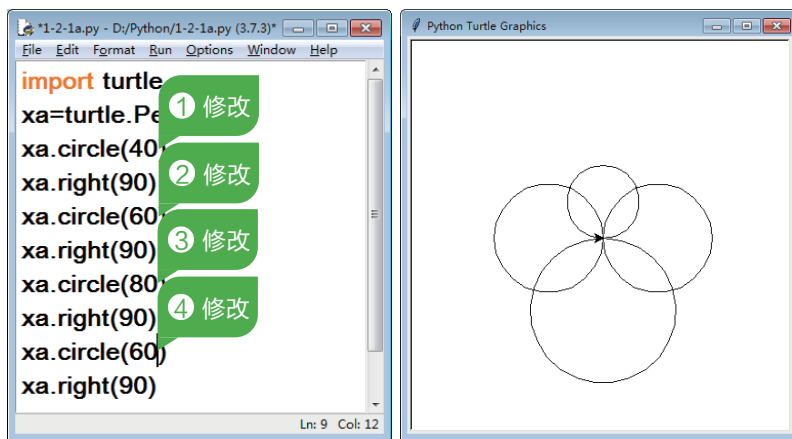 *1-2-1a.py - D:/Python/1-2-1a.py (3.7.3)*
File Edit Format Run Options Window Help
import turtle
xa=turtle.Pe
1 修改
xa.circle(40)
xa.right(90)
2 修改
xa.circle(60)
xa.right(90)
3 修改
xa.circle(80)
xa.right(90)
4 修改
xa.circle(60)
xa.right(90)
Ln: 9 Col: 12
Python Turtle Graphics